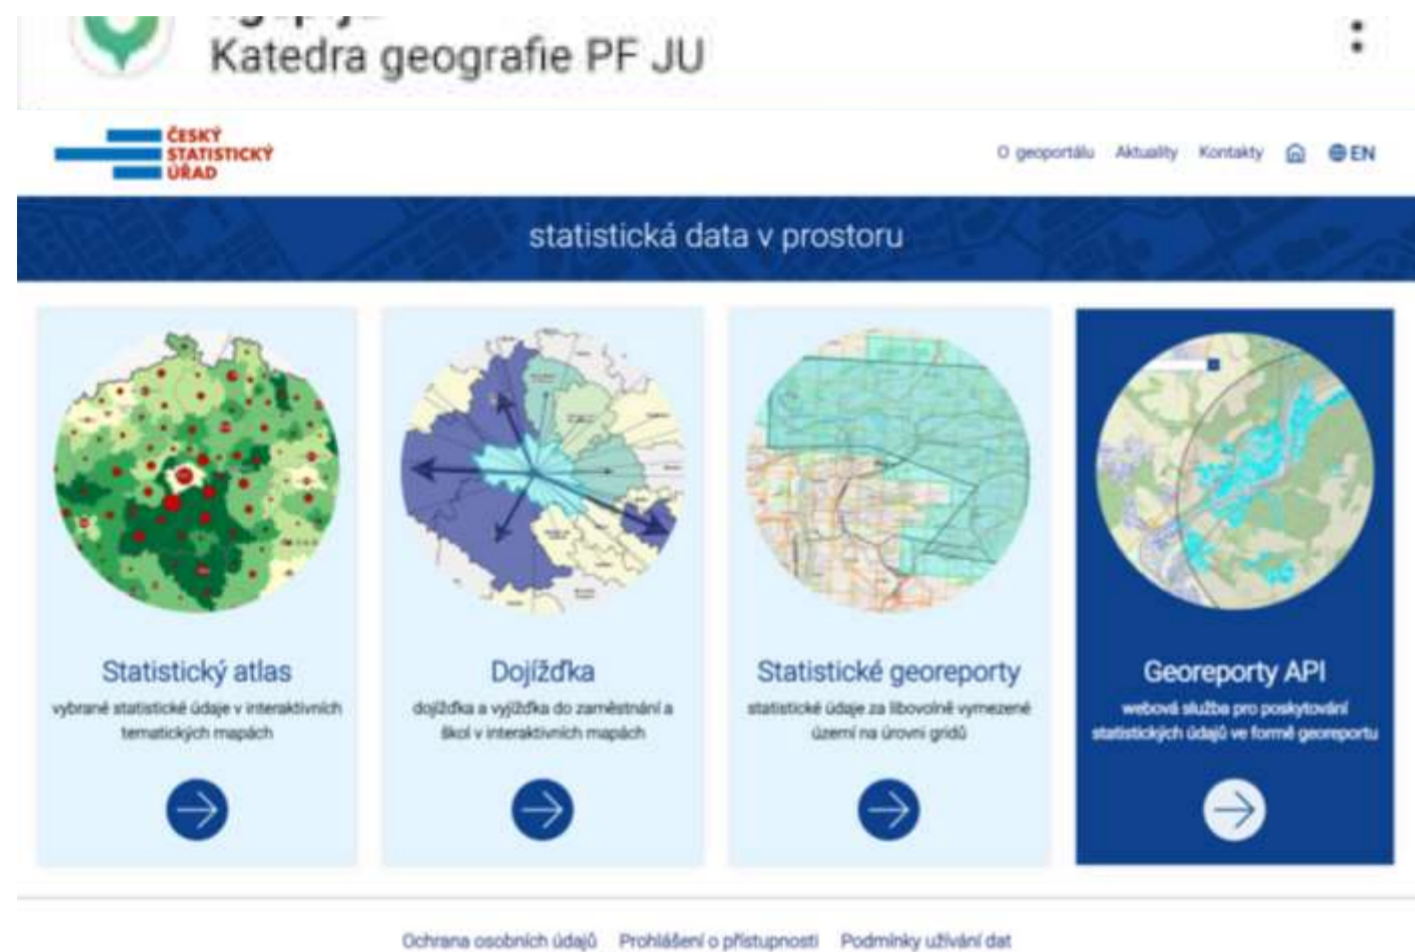 Katedra geografie PF JU
ČESKÝ
STATISTICKÝ
ÚŘAD
O geoportálu Aktuality Kontakty EN
statistická data v prostoru
Statistický atlas
vybrané statistické údaje v interaktivních
tematických mapách
Dojížďka
dojížďka a vyjížďka do zaměstnání a
škol v interaktivních mapách
Statistické georeporty
statistické údaje za libovolně vymezené
území na úrovni gridů
Georeporty API
webová služba pro poskytování
statistických údajů ve formě georeportu
Ochrana osobních údajů Prohlášení o přístupnosti Podmínky užívání dat